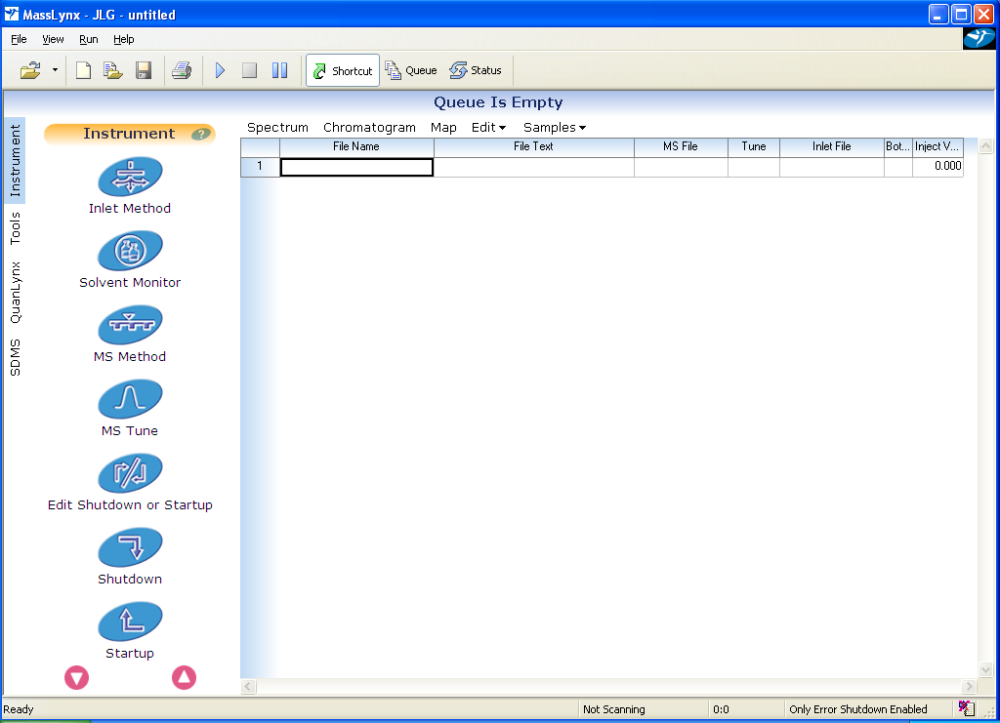 MassLynx - JLG - untitled
File View Run Help
Shortcut Queue Status
Queue Is Empty
Instrument
Tools
QuanLynx
SDMS
Instrument ?
Inlet Method
Solvent Monitor
MS Method
MS Tune
Edit Shutdown or Startup
Shutdown
Startup
Spectrum Chromatogram Map Edit Samples
File Name File Text MS File Tune Inlet File Bot... Inject V...
1 0.000
Ready Not Scanning 0:0 Only Error Shutdown Enabled